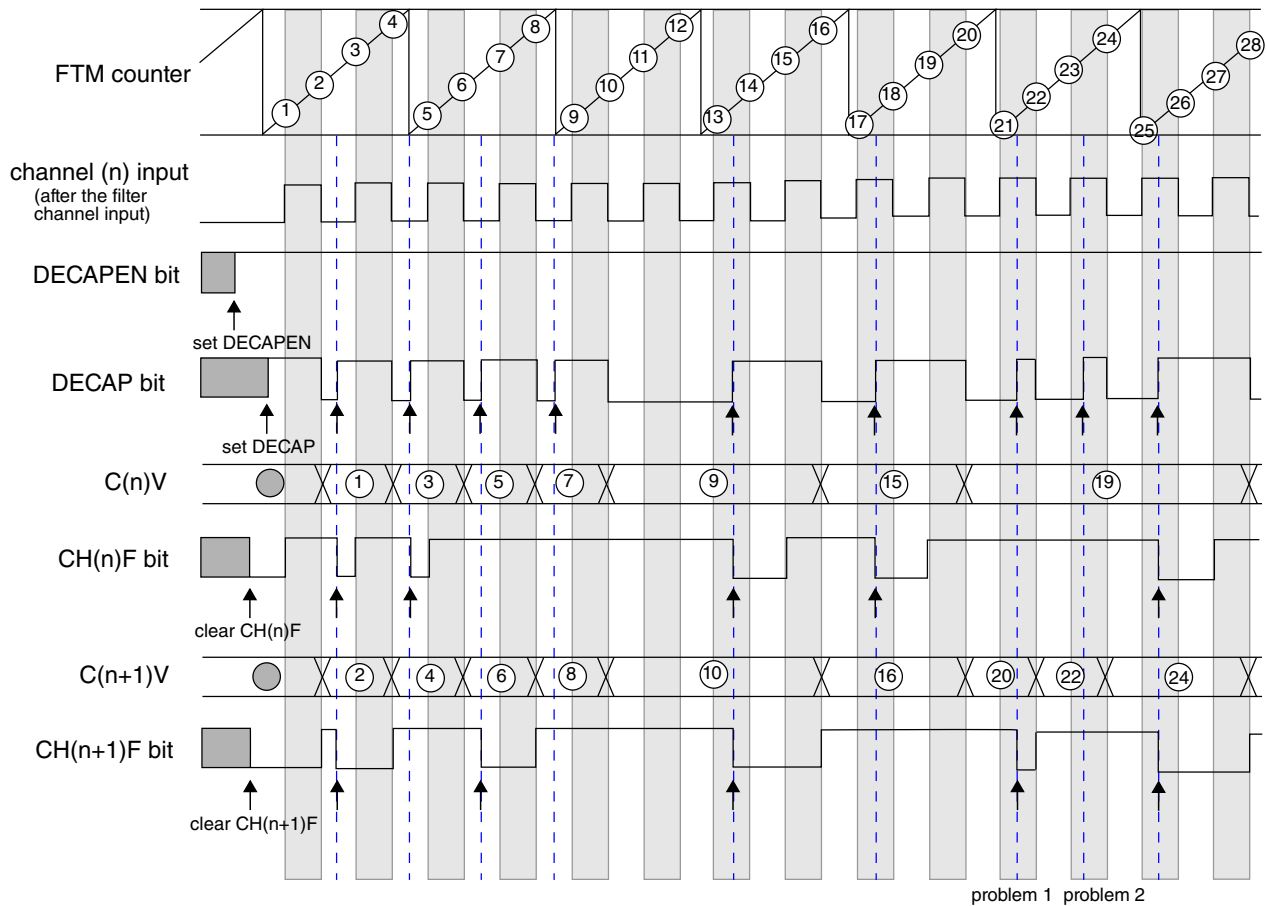 4 8 12 16 20 24 28
3 7 11 15 19 23 27
2 6 10 14 18 22 26
1 5 9 13 17 21 25
FTM counter
channel (n) input
(after the filter
channel input)
DECAPEN bit
set DECAPEN
DECAP bit
set DECAP
C(n)V 1 3 5 7 9 15 19
CH(n)F bit
clear CH(n)F
C(n+1)V 2 4 6 8 10 16 20 22 24
CH(n+1)F bit
clear CH(n+1)F
problem 1 problem 2